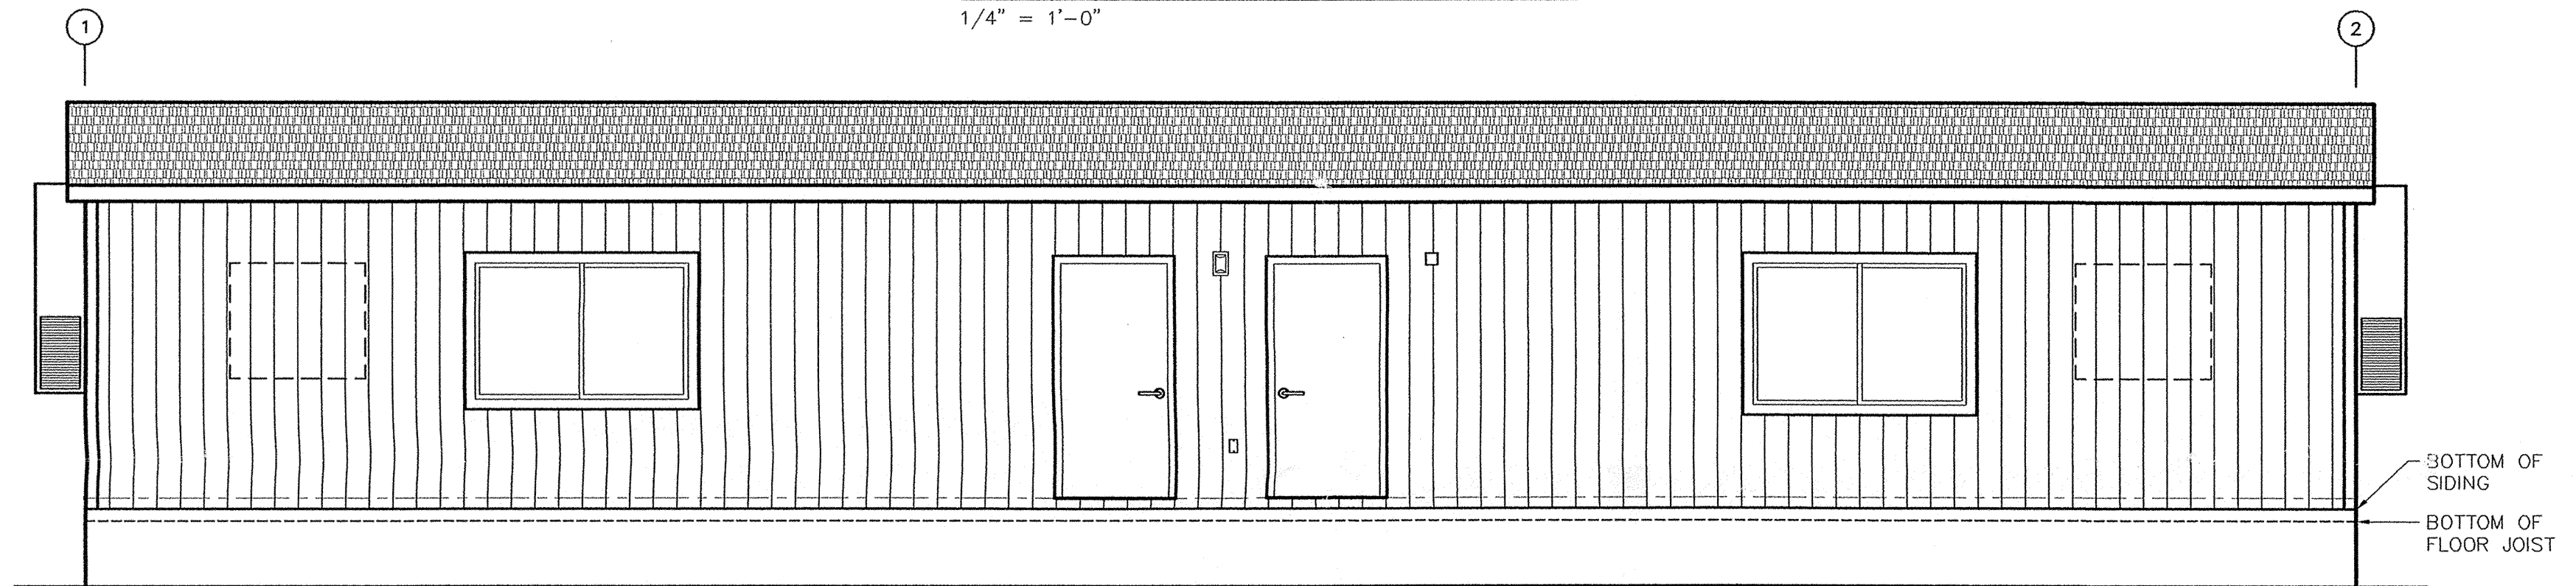 1/4" = 1'-0"
1
2
BOTTOM OF
SIDING
BOTTOM OF
FLOOR JOIST